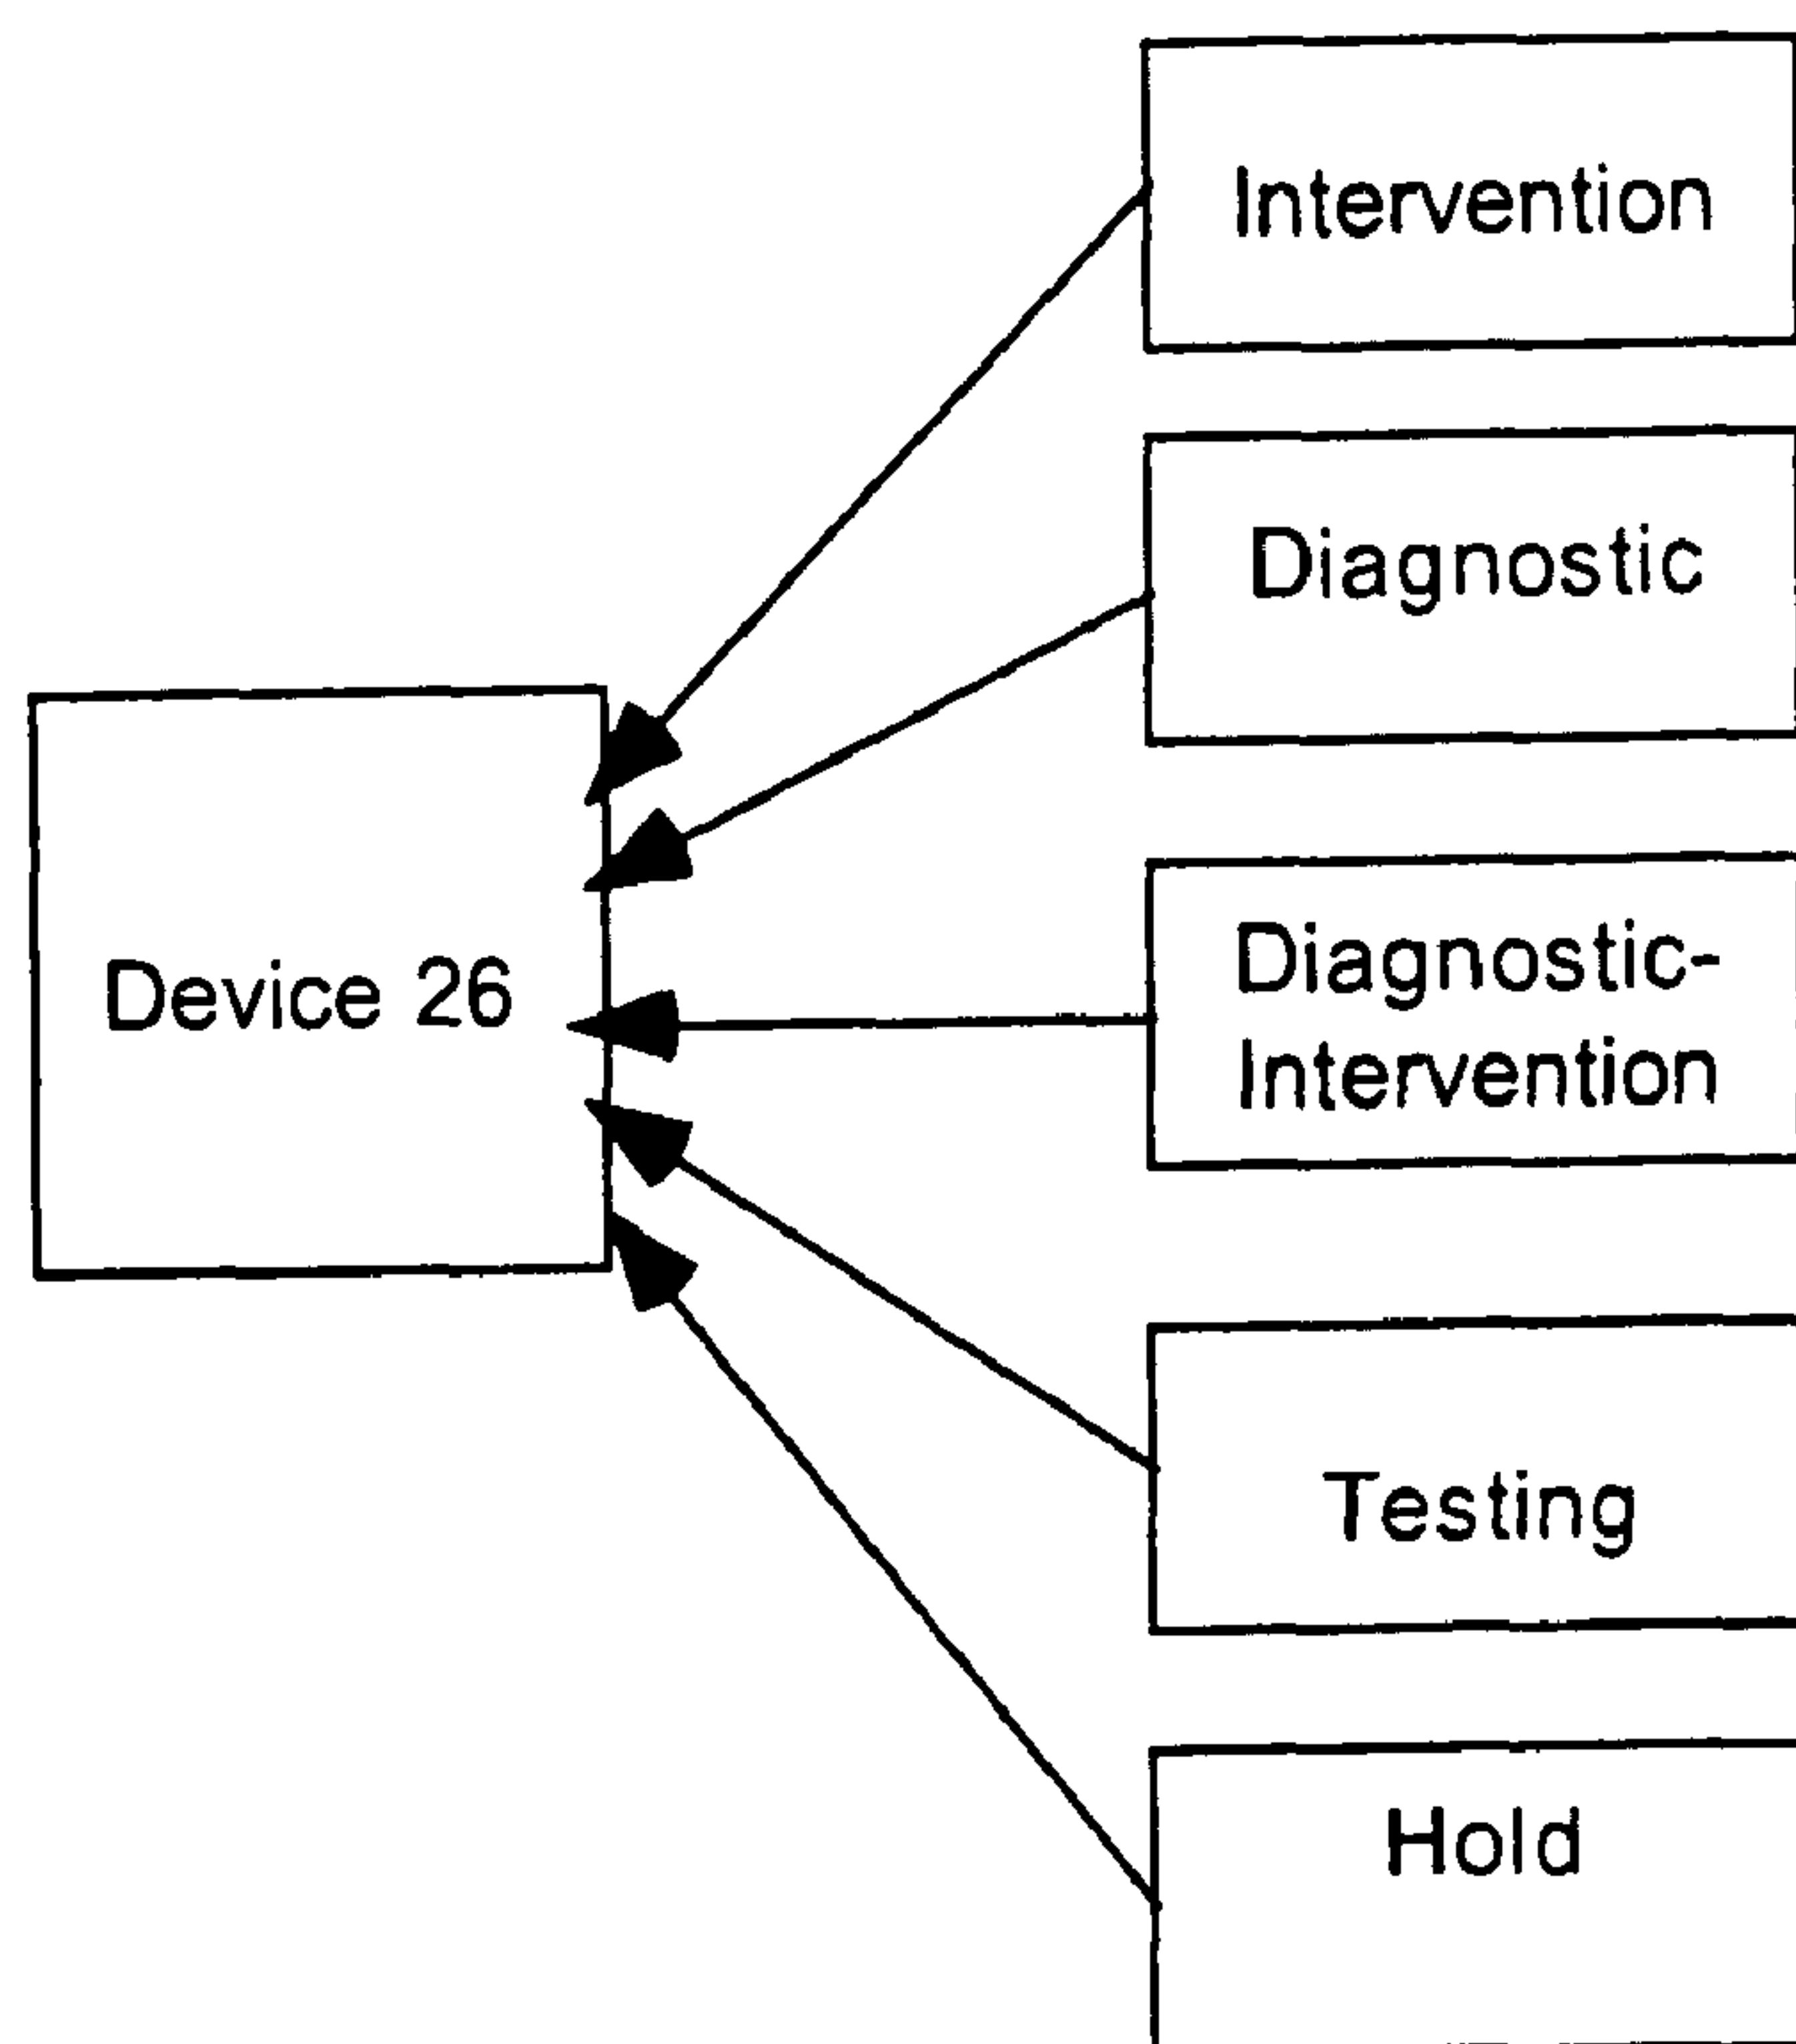 Intervention
Diagnostic
Device 26
Diagnostic-
Intervention
Testing
Hold